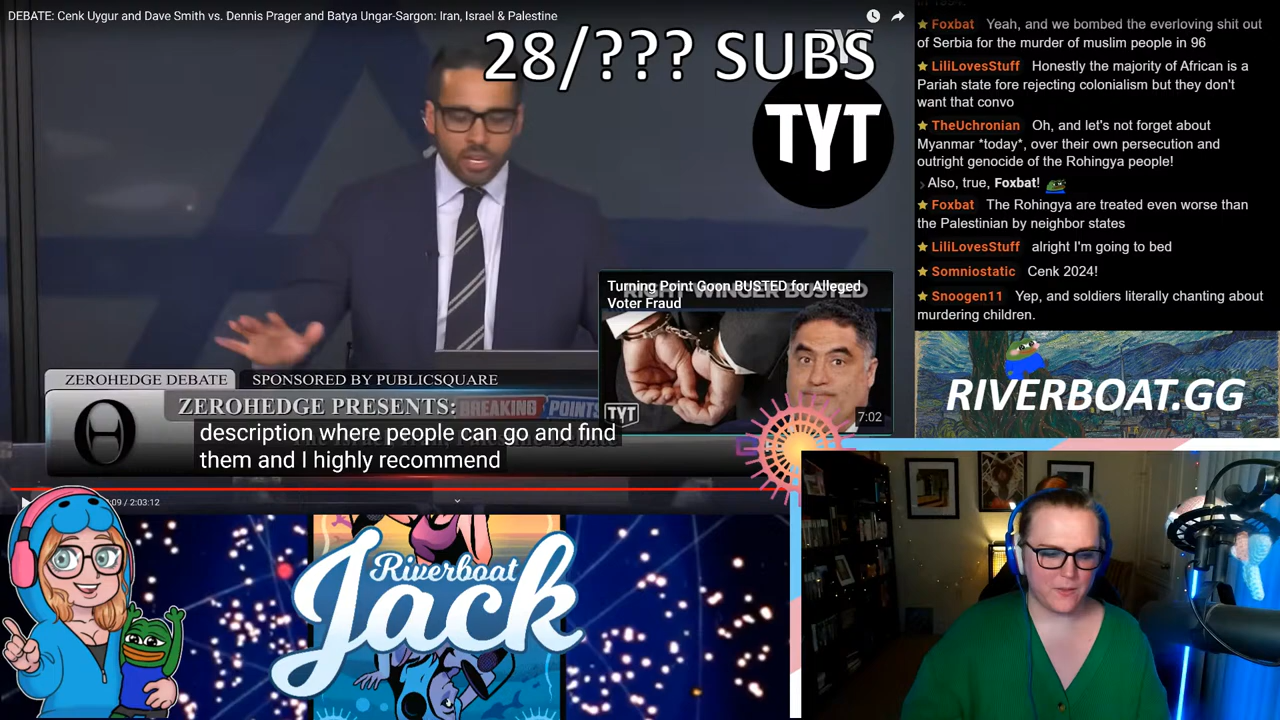 DEBATE: Cenk Uygur and Dave Smith vs. Dennis Prager and Batya Ungar-Sargon: Iran, Israel & Palestine
28/??? SUBS
TYT
Turning Point Goon BUSTED for Alleged
Voter Fraud
RIGHT WINGER BUSTED
TYT
7:02
ZEROHEDGE DEBATE
SPONSORED BY PUBLICSQUARE
ZEROHEDGE PRESENTS:
BREAKING POINTS
description where people can go and find
them and I highly recommend
:09 / 2:03:12
Foxbat Yeah, and we bombed the everloving shit out
of Serbia for the murder of muslim people in 96
LiliLovesStuff Honestly the majority of African is a
Pariah state fore rejecting colonialism but they don't
want that convo
TheUchronian Oh, and let's not forget about
Myanmar *today*, over their own persecution and
outright genocide of the Rohingya people!
Also, true, Foxbat!
Foxbat The Rohingya are treated even worse than
the Palestinian by neighbor states
LiliLovesStuff alright I'm going to bed
Somniostatic Cenk 2024!
Snoogen11 Yep, and soldiers literally chanting about
murdering children.
RIVERBOAT.GG
Riverboat
Jack